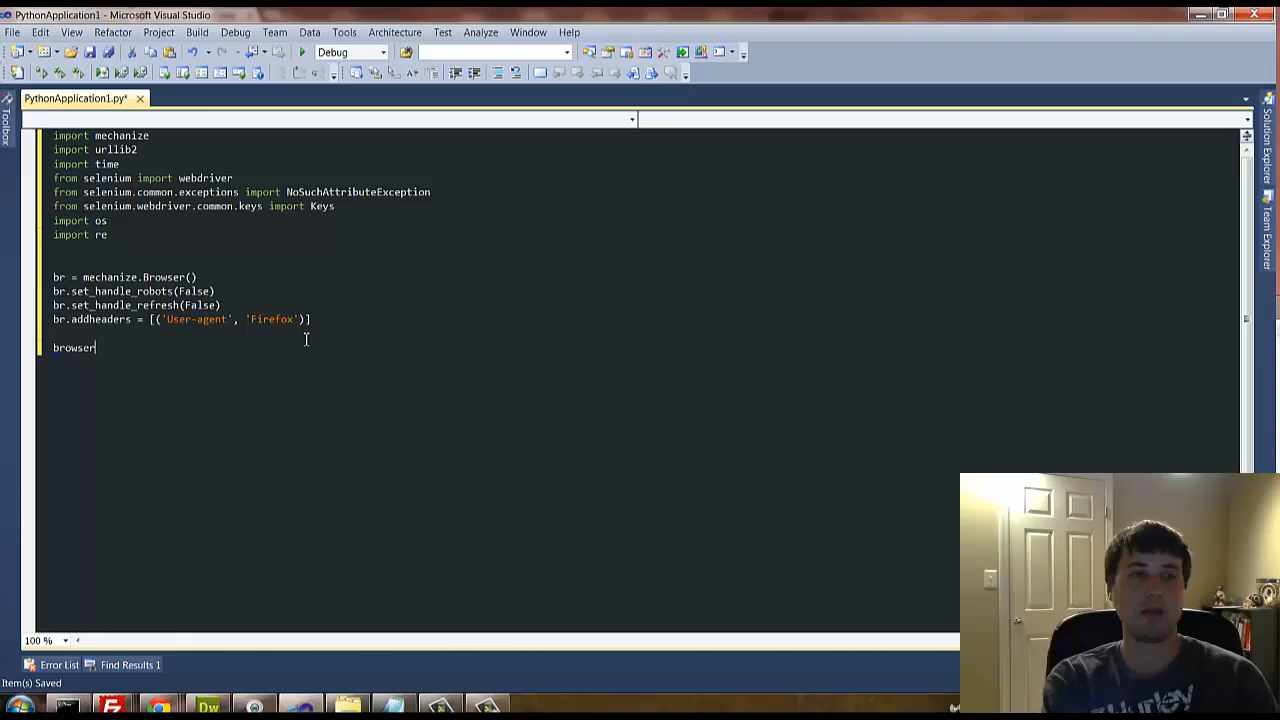 PythonApplication1 - Microsoft Visual Studio
File Edit View Refactor Project Build Debug Team Data Tools Architecture Test Analyze Window Help
Debug
PythonApplication1.py*
Toolbox
Solution Explorer
Team Explorer
import mechanize
import urllib2
import time
from selenium import webdriver
from selenium.common.exceptions import NoSuchAttributeException
from selenium.webdriver.common.keys import Keys
import os
import re
br = mechanize.Browser()
br.set_handle_robots(False)
br.set_handle_refresh(False)
br.addheaders = [('User-agent', 'Firefox')]
browser
100 %
Error List Find Results 1
Item(s) Saved
Dw
Hurley